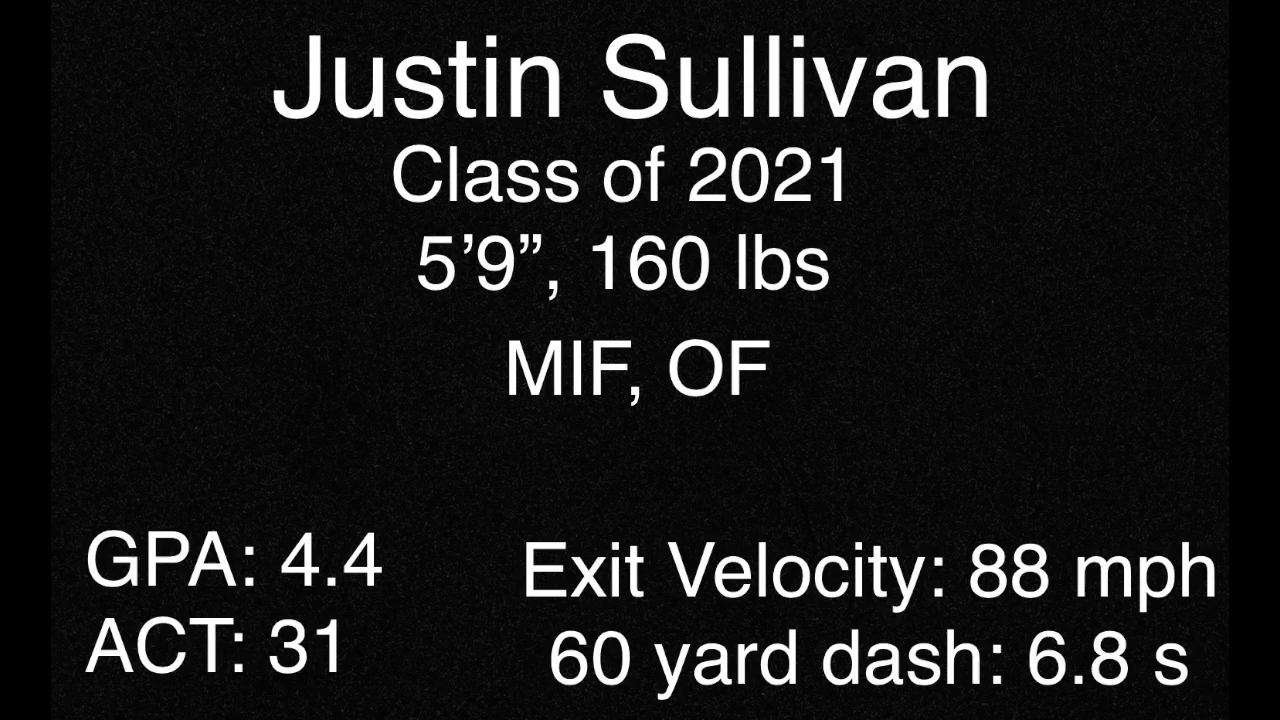 Justin Sullivan
Class of 2021
5’9”, 160 lbs
MIF, OF
GPA: 4.4
ACT: 31
Exit Velocity: 88 mph
60 yard dash: 6.8 s